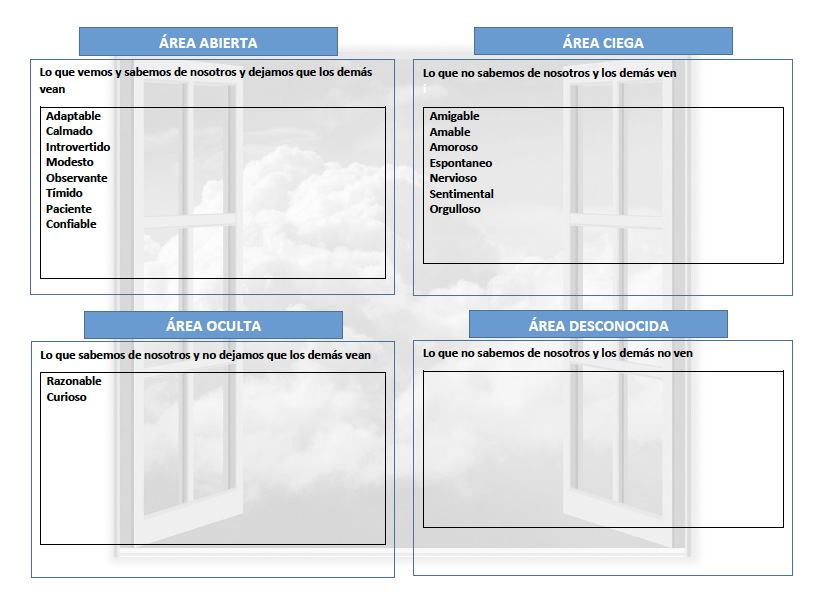 ÁREA ABIERTA
Lo que vemos y sabemos de nosotros y dejamos que los demás
vean
Adaptable
Calmado
Introvertido
Modesto
Observante
Tímido
Paciente
Confiable
ÁREA CIEGA
Lo que no sabemos de nosotros y los demás ven
i
Amigable
Amable
Amoroso
Espontaneo
Nervioso
Sentimental
Orgulloso
ÁREA OCULTA
Lo que sabemos de nosotros y no dejamos que los demás vean
Razonable
Curioso
ÁREA DESCONOCIDA
Lo que no sabemos de nosotros y los demás no ven